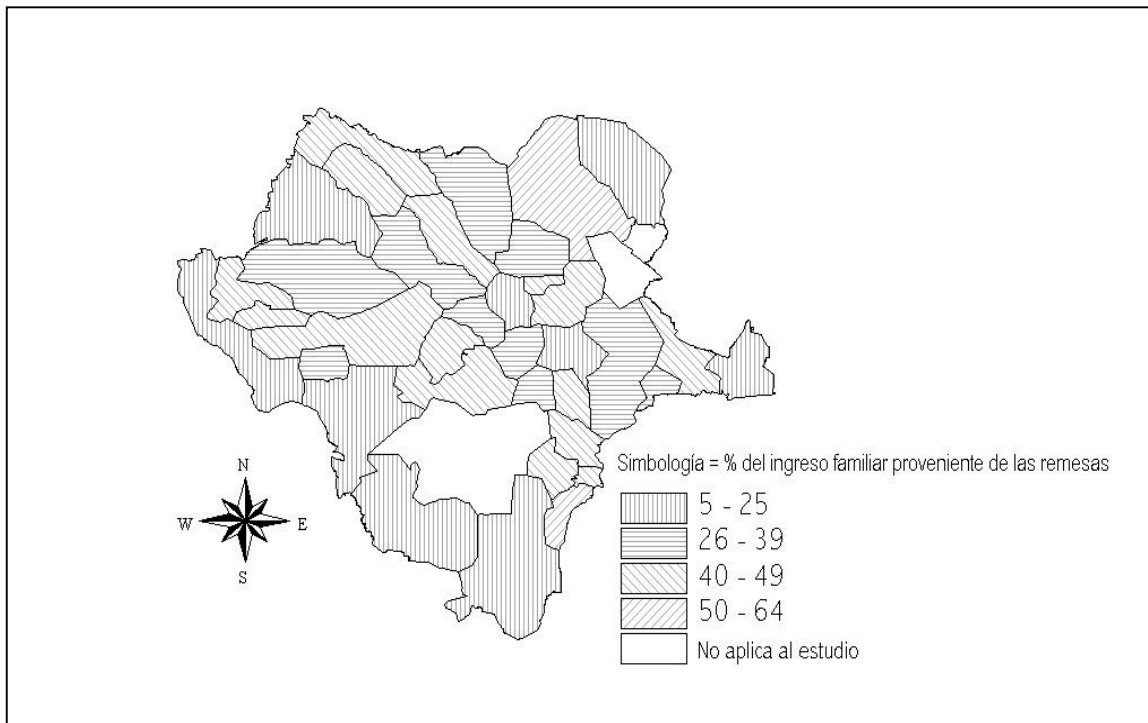 Simbología = % del ingreso familiar proveniente de las remesas
5 - 25
26 - 39
40 - 49
50 - 64
No aplica al estudio
N
W E
S